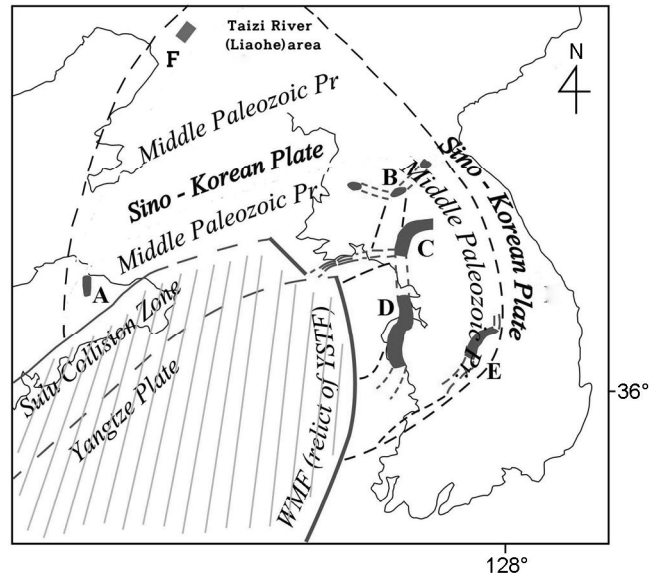 Taizi River
(Liaohe)area
F
N
Middle Paleozoic Pr
Sino - Korean Plate
Middle Paleozoic Pr
B
Sino - Korean Plate
Middle Paleozoic Pr
C
A
D
E
Sulu Collision Zone
Yangtze Plate
WMF (relict of YSTF)
36°
128°